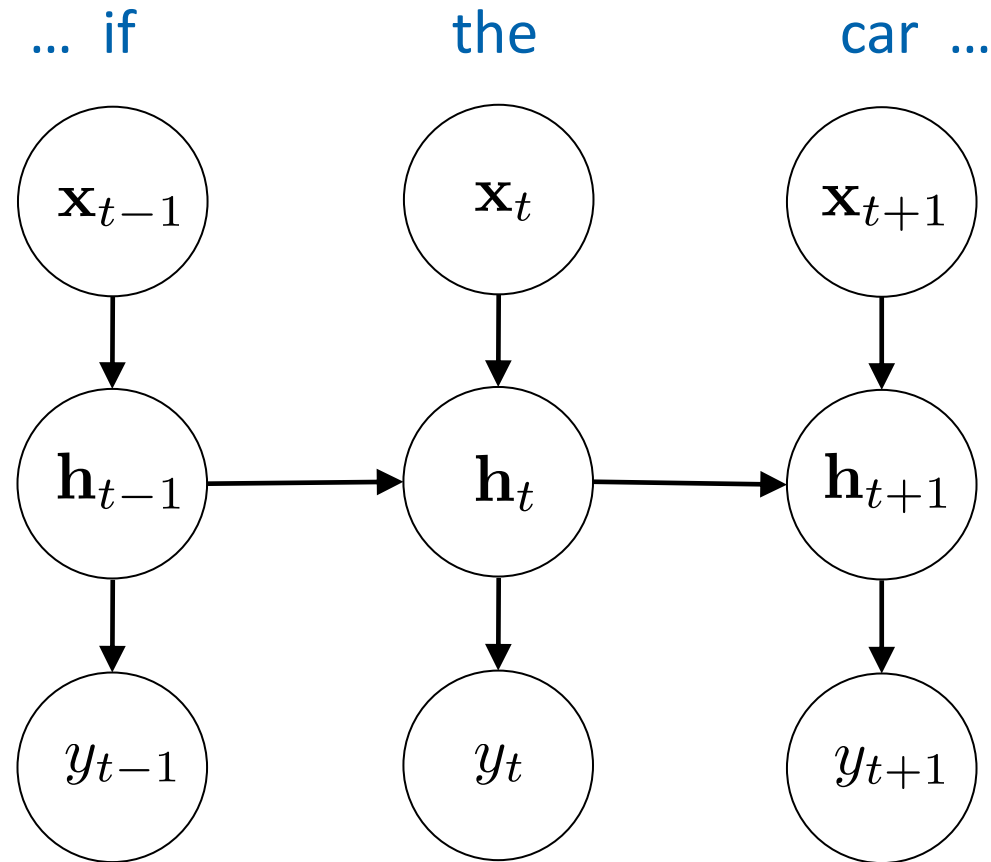 ... if the car ...
x_{t-1} x_t x_{t+1}
h_{t-1} h_t h_{t+1}
y_{t-1} y_t y_{t+1}